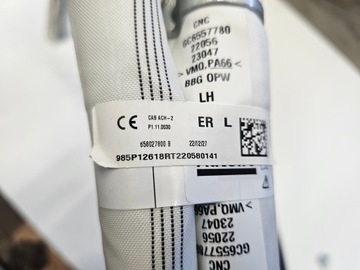 CNC
GC6557780
22056
23047
>VMQ.PA66<
BBG OPW
LH
CE
CAB ACH-2
P1.11.0030
ER L
656027800 B
22/12/27
985P12618RT220580141
GC6557780
22056
23047
>VMQ.PA66<
CNC